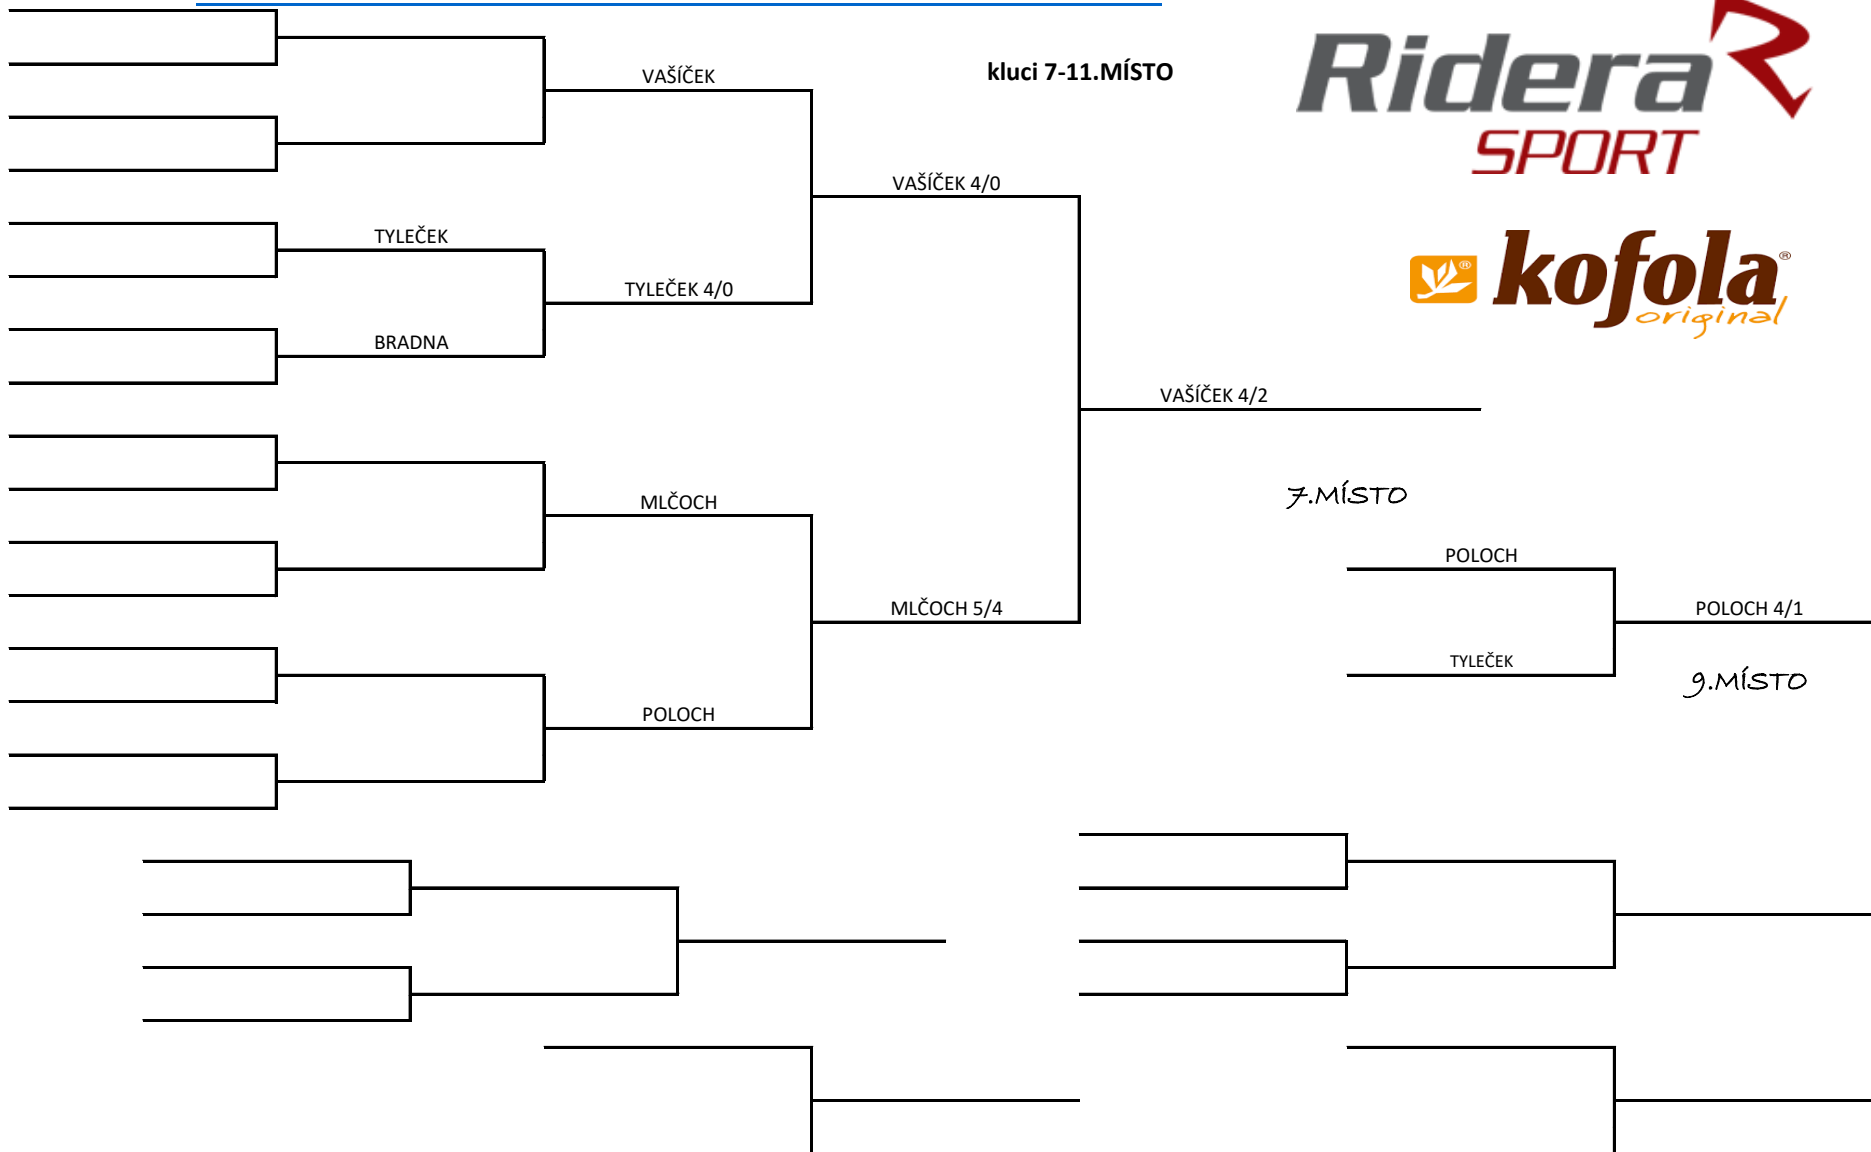 kluci 7-11.MÍSTO
Ridera
SPORT
VAŠÍČEK
VAŠÍČEK 4/0
TYLEČEK
kofola®
original
TYLEČEK 4/0
BRADNA
VAŠÍČEK 4/2
7.MÍSTO
MLČOCH
POLOCH
MLČOCH 5/4
POLOCH 4/1
TYLEČEK
9.MÍSTO
POLOCH